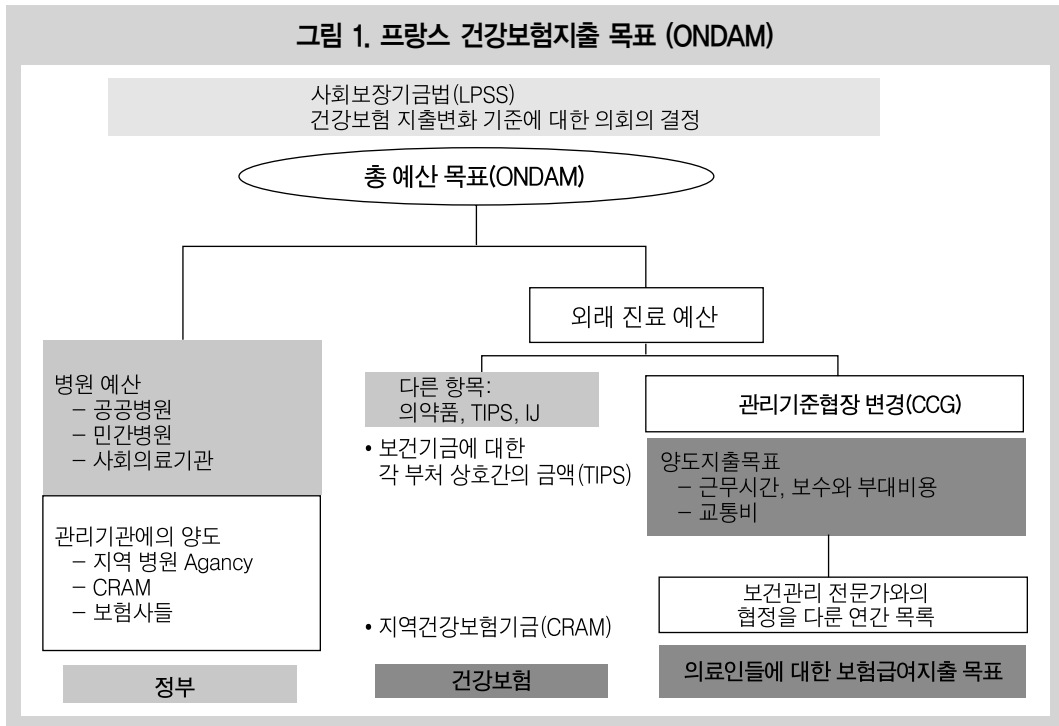 그림 1. 프랑스 건강보험지출 목표 (ONDAM)
사회보장기금법(LPSS)
건강보험 지출변화 기준에 대한 의회의 결정
총 예산 목표(ONDAM)
외래 진료 예산
병원 예산
– 공공병원
– 민간병원
– 사회의료기관
관리기관에의 양도
– 지역 병원 Agancy
– CRAM
– 보험사들
정부
다른 항목:
의약품, TIPS, IJ
• 보건기금에 대한
각 부처 상호간의 금액(TIPS)
• 지역건강보험기금(CRAM)
건강보험
관리기준협장 변경(CCG)
양도지출목표
– 근무시간, 보수와 부대비용
– 교통비
보건관리 전문가와의
협정을 다룬 연간 목록
의료인들에 대한 보험급여지출 목표